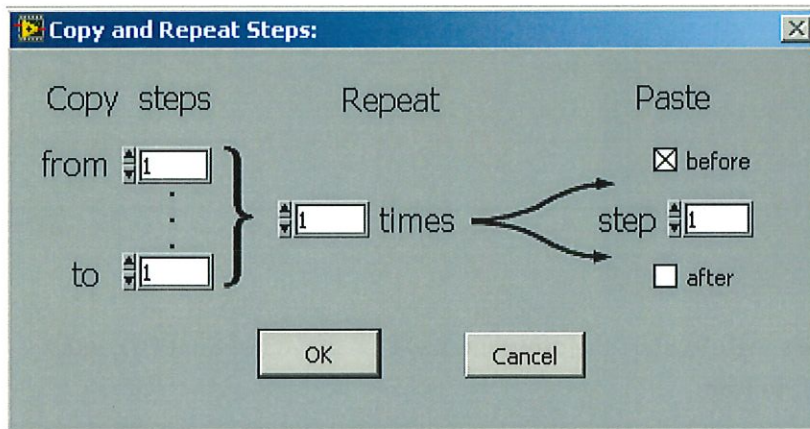 Copy and Repeat Steps:
Copy steps
Repeat
Paste
from 1
before
1 times
step 1
to 1
after
OK
Cancel